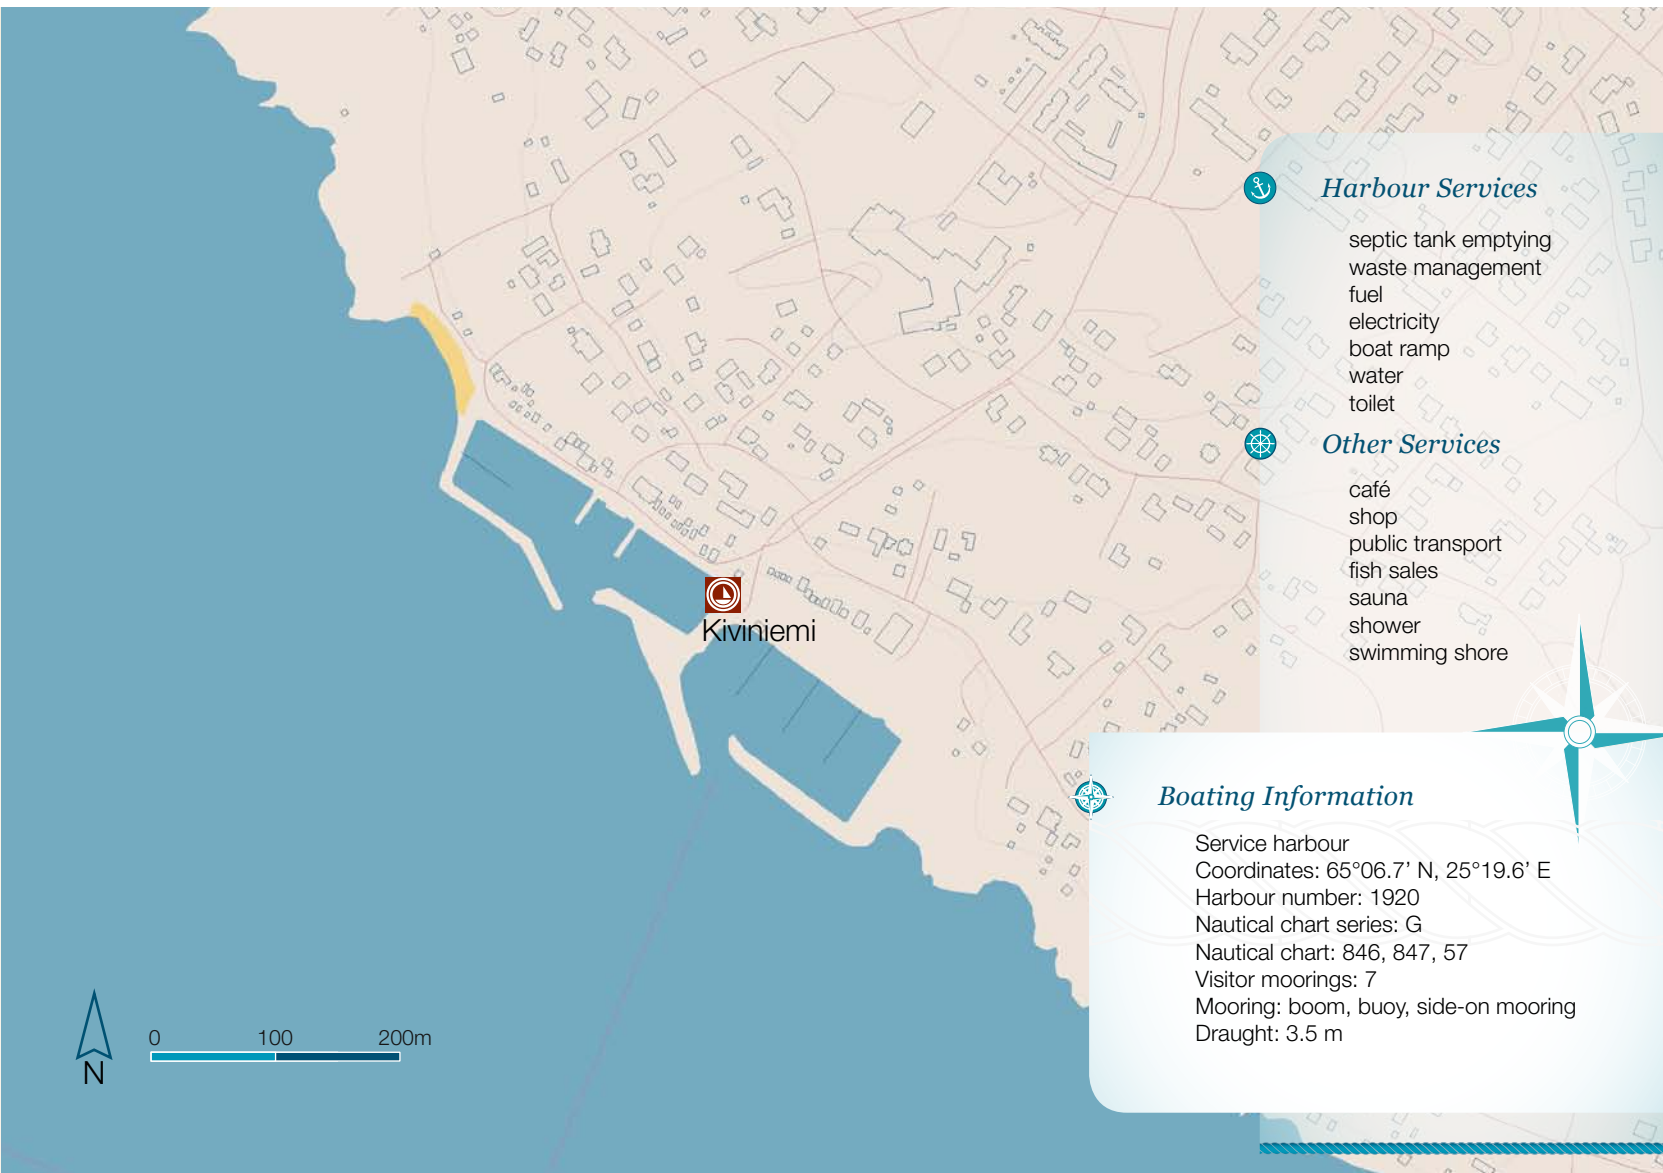 Harbour Services
septic tank emptying
waste management
fuel
electricity
boat ramp
water
toilet
Other Services
café
shop
public transport
fish sales
sauna
shower
swimming shore
Kiviniemi
Boating Information
Service harbour
Coordinates: 65°06.7’ N, 25°19.6’ E
Harbour number: 1920
Nautical chart series: G
Nautical chart: 846, 847, 57
Visitor moorings: 7
Mooring: boom, buoy, side-on mooring
Draught: 3.5 m
0 100 200m
N